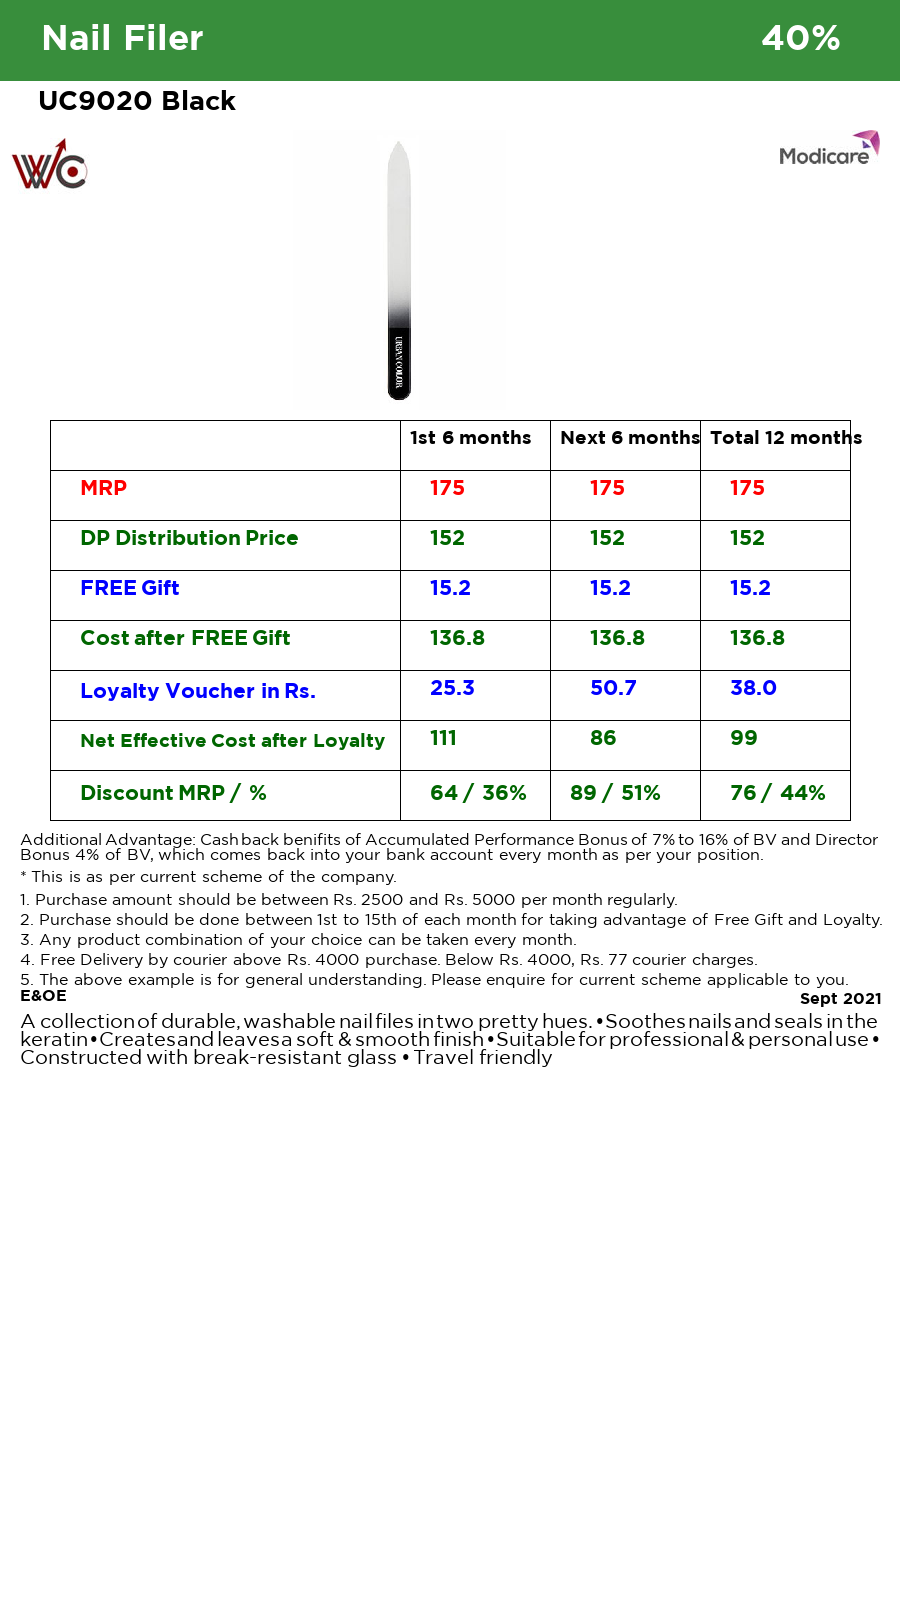 Nail Filer 40%
UC9020 Black
WC
Modicare
URBAN COLOR
1st 6 months Next 6 months Total 12 months
MRP 175 175 175
DP Distribution Price 152 152 152
FREE Gift 15.2 15.2 15.2
Cost after FREE Gift 136.8 136.8 136.8
Loyalty Voucher in Rs. 25.3 50.7 38.0
Net Effective Cost after Loyalty 111 86 99
Discount MRP / % 64 / 36% 89 / 51% 76 / 44%
Additional Advantage: Cash back benifits of Accumulated Performance Bonus of 7% to 16% of BV and Director
Bonus 4% of BV, which comes back into your bank account every month as per your position.
* This is as per current scheme of the company.
1. Purchase amount should be between Rs. 2500 and Rs. 5000 per month regularly.
2. Purchase should be done between 1st to 15th of each month for taking advantage of Free Gift and Loyalty.
3. Any product combination of your choice can be taken every month.
4. Free Delivery by courier above Rs. 4000 purchase. Below Rs. 4000, Rs. 77 courier charges.
5. The above example is for general understanding. Please enquire for current scheme applicable to you.
E&OE Sept 2021
A collection of durable, washable nail files in two pretty hues. • Soothes nails and seals in the
keratin • Creates and leaves a soft & smooth finish • Suitable for professional & personal use •
Constructed with break-resistant glass • Travel friendly